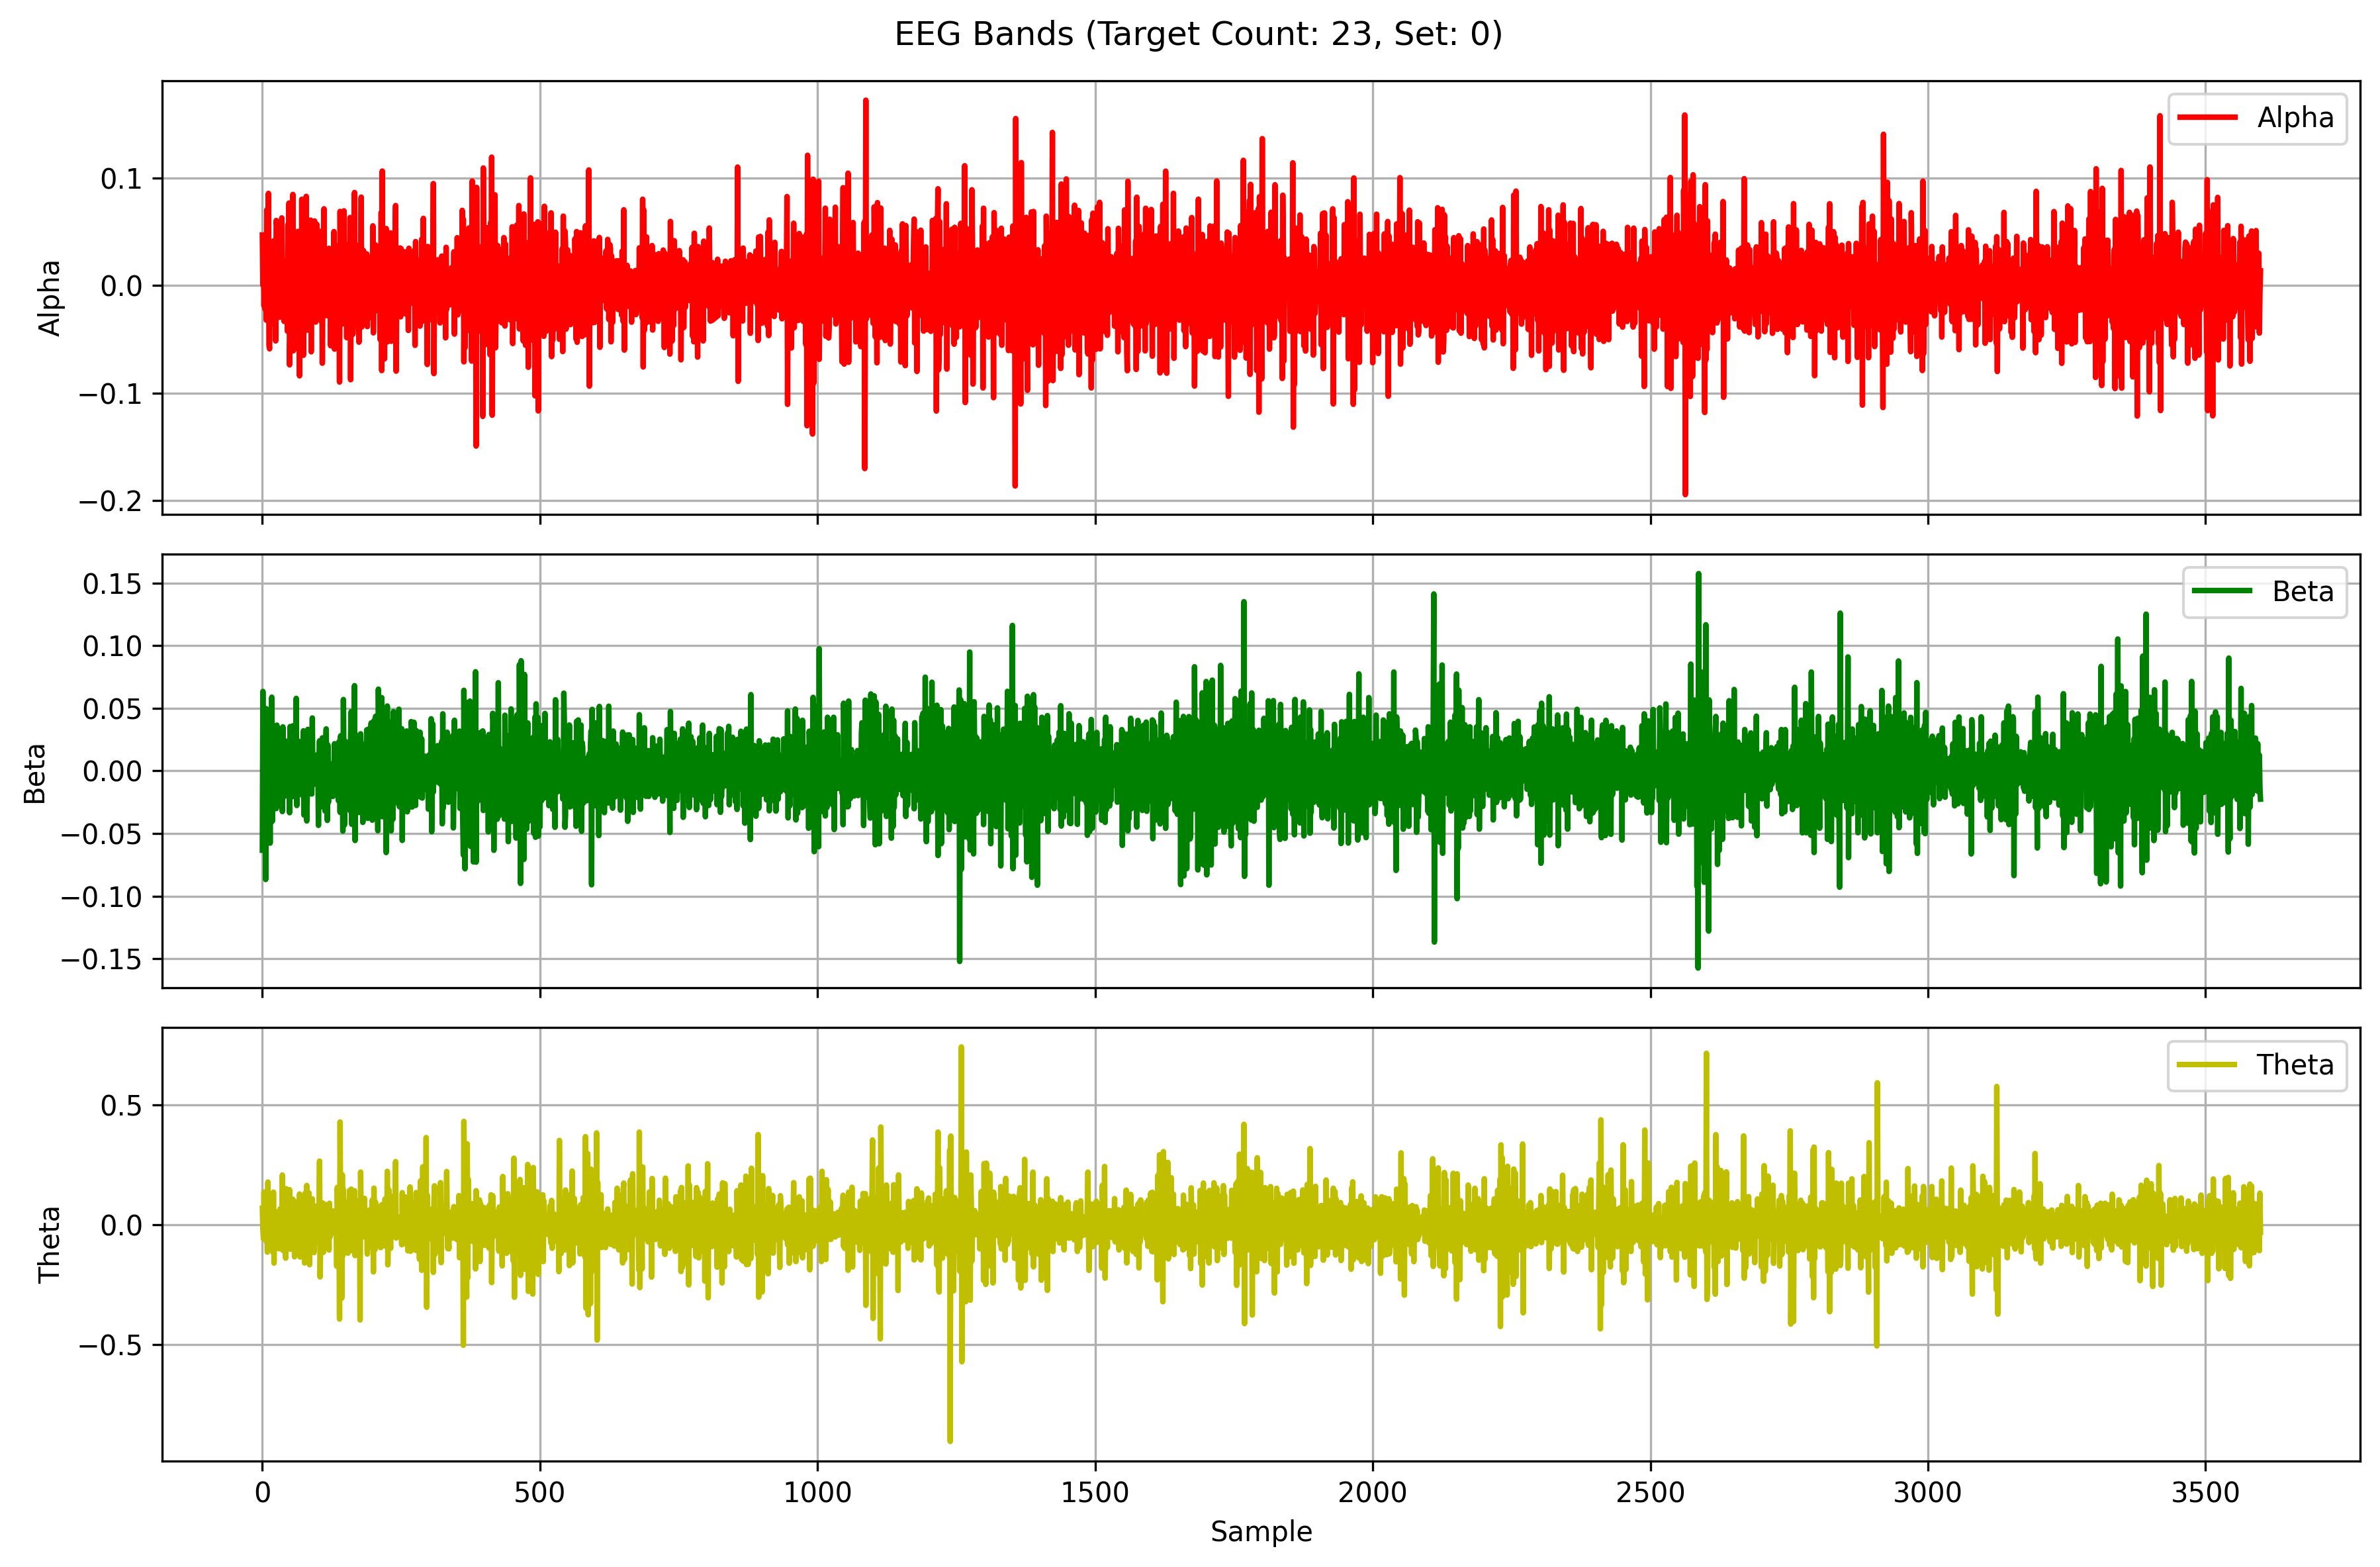 EEG Bands (Target Count: 23, Set: 0)
Alpha
0.1
0.0
−0.1
−0.2
Alpha
Beta
0.15
0.10
0.05
0.00
−0.05
−0.10
−0.15
Beta
Theta
0.5
0.0
−0.5
Theta
0 500 1000 1500 2000 2500 3000 3500
Sample